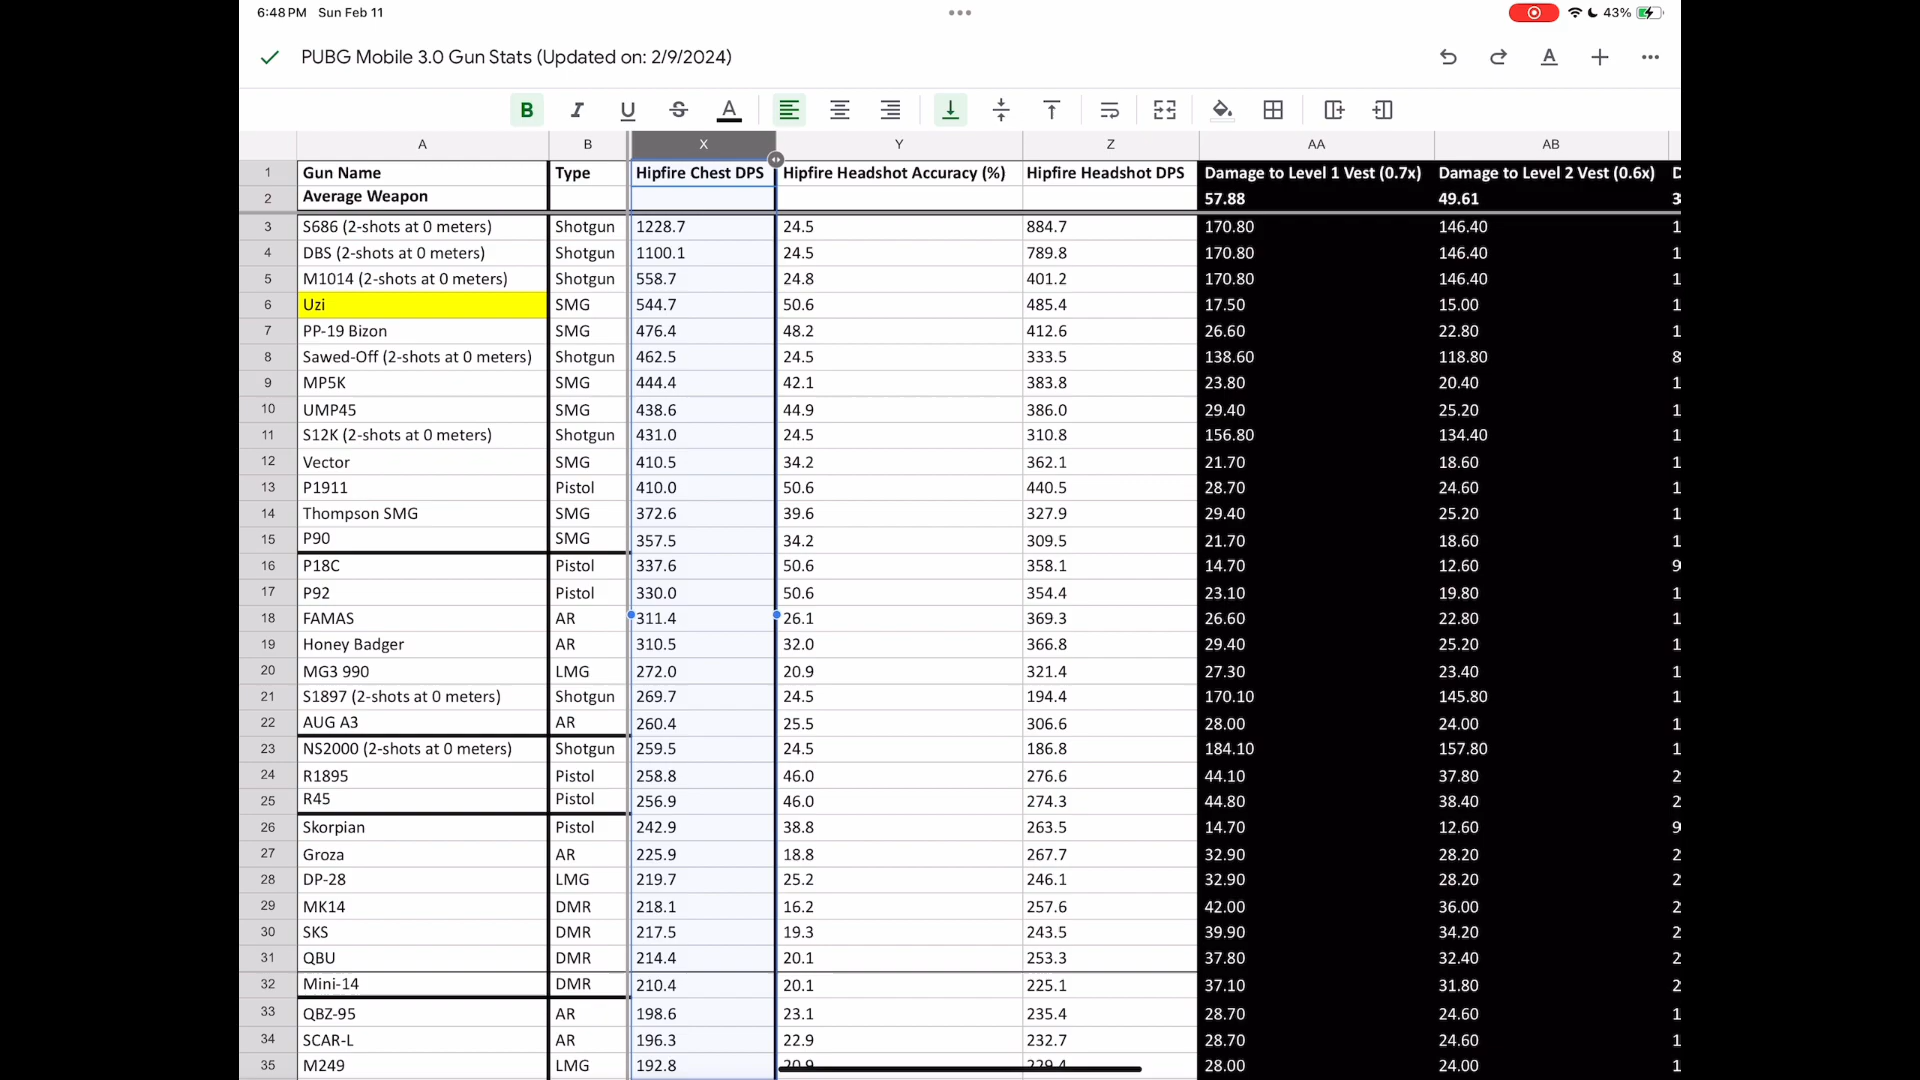 6:48 PM Sun Feb 11
43%
PUBG Mobile 3.0 Gun Stats (Updated on: 2/9/2024)
A
B I U S A
A B X Y Z AA AB
1 Gun Name Type Hipfire Chest DPS Hipfire Headshot Accuracy (%) Hipfire Headshot DPS Damage to Level 1 Vest (0.7x) Damage to Level 2 Vest (0.6x) D
2 Average Weapon 57.88 49.61 3
3 S686 (2-shots at 0 meters) Shotgun 1228.7 24.5 884.7 170.80 146.40 1
4 DBS (2-shots at 0 meters) Shotgun 1100.1 24.5 789.8 170.80 146.40 1
5 M1014 (2-shots at 0 meters) Shotgun 558.7 24.8 401.2 170.80 146.40 1
6 Uzi SMG 544.7 50.6 485.4 17.50 15.00 1
7 PP-19 Bizon SMG 476.4 48.2 412.6 26.60 22.80 1
8 Sawed-Off (2-shots at 0 meters) Shotgun 462.5 24.5 333.5 138.60 118.80 8
9 MP5K SMG 444.4 42.1 383.8 23.80 20.40 1
10 UMP45 SMG 438.6 44.9 386.0 29.40 25.20 1
11 S12K (2-shots at 0 meters) Shotgun 431.0 24.5 310.8 156.80 134.40 1
12 Vector SMG 410.5 34.2 362.1 21.70 18.60 1
13 P1911 Pistol 410.0 50.6 440.5 28.70 24.60 1
14 Thompson SMG SMG 372.6 39.6 327.9 29.40 25.20 1
15 P90 SMG 357.5 34.2 309.5 21.70 18.60 1
16 P18C Pistol 337.6 50.6 358.1 14.70 12.60 9
17 P92 Pistol 330.0 50.6 354.4 23.10 19.80 1
18 FAMAS AR 311.4 26.1 369.3 26.60 22.80 1
19 Honey Badger AR 310.5 32.0 366.8 29.40 25.20 1
20 MG3 990 LMG 272.0 20.9 321.4 27.30 23.40 1
21 S1897 (2-shots at 0 meters) Shotgun 269.7 24.5 194.4 170.10 145.80 1
22 AUG A3 AR 260.4 25.5 306.6 28.00 24.00 1
23 NS2000 (2-shots at 0 meters) Shotgun 259.5 24.5 186.8 184.10 157.80 1
24 R1895 Pistol 258.8 46.0 276.6 44.10 37.80 2
25 R45 Pistol 256.9 46.0 274.3 44.80 38.40 2
26 Skorpian Pistol 242.9 38.8 263.5 14.70 12.60 9
27 Groza AR 225.9 18.8 267.7 32.90 28.20 2
28 DP-28 LMG 219.7 25.2 246.1 32.90 28.20 2
29 MK14 DMR 218.1 16.2 257.6 42.00 36.00 2
30 SKS DMR 217.5 19.3 243.5 39.90 34.20 2
31 QBU DMR 214.4 20.1 253.3 37.80 32.40 2
32 Mini-14 DMR 210.4 20.1 225.1 37.10 31.80 2
33 QBZ-95 AR 198.6 23.1 235.4 28.70 24.60 1
34 SCAR-L AR 196.3 22.9 232.7 28.70 24.60 1
35 M249 LMG 192.8 20.9 229.4 28.00 24.00 1